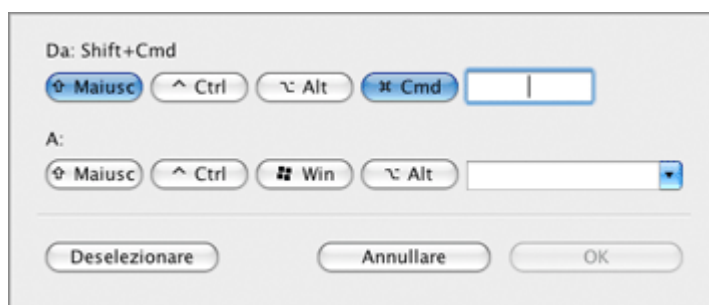 Da: Shift+Cmd
⇧ Maiusc ^ Ctrl ⌥ Alt ⌘ Cmd
A:
⇧ Maiusc ^ Ctrl Win ⌥ Alt
Deselezionare Annullare OK